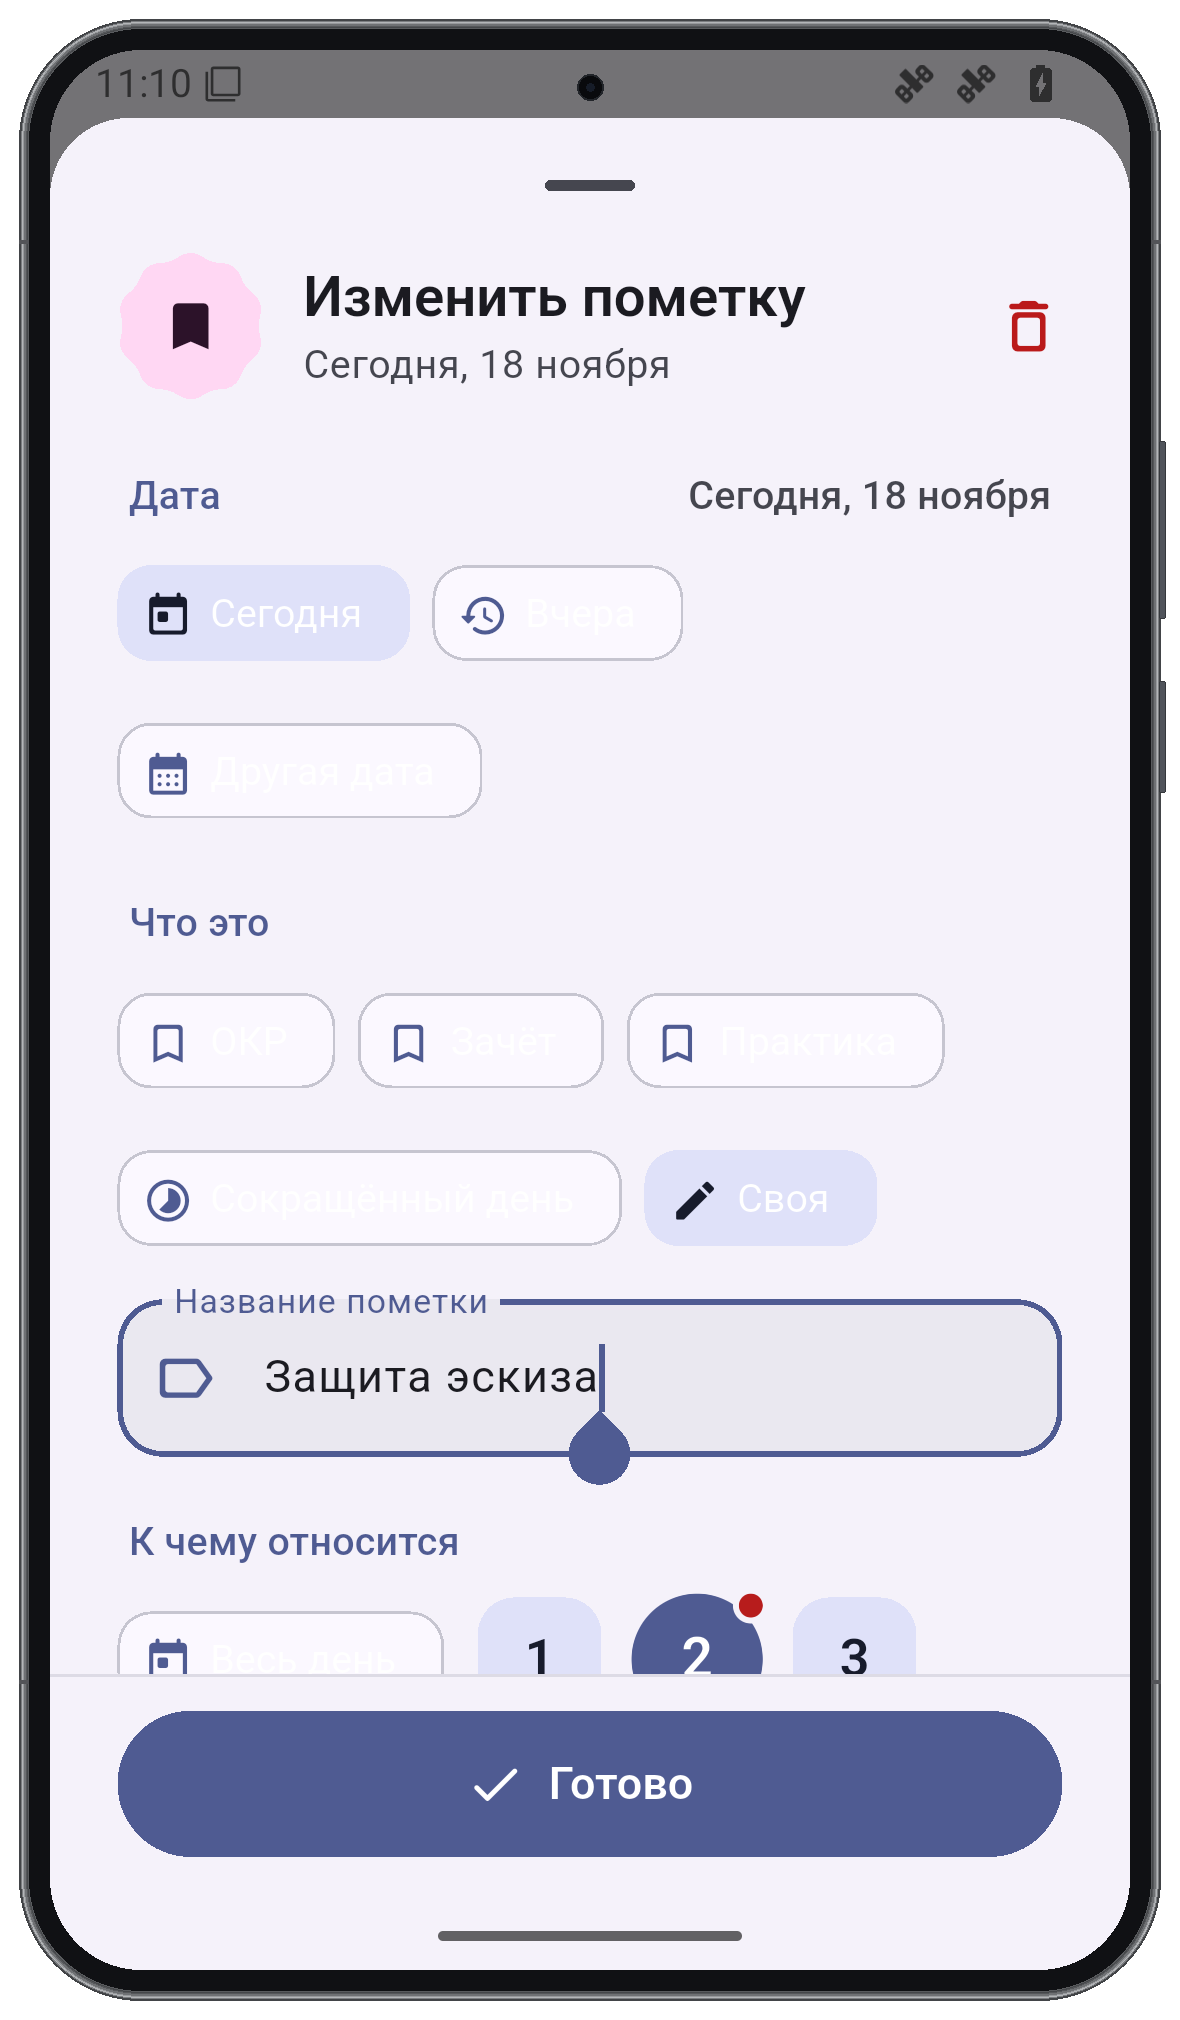 11:10
Изменить пометку
Сегодня, 18 ноября
Дата
Сегодня, 18 ноября
Сегодня
Вчера
Другая дата
Что это
ОКР
Зачёт
Практика
Сокращённый день
Своя
Название пометки
Защита эскиза
К чему относится
Весь день
1
2
3
Готово